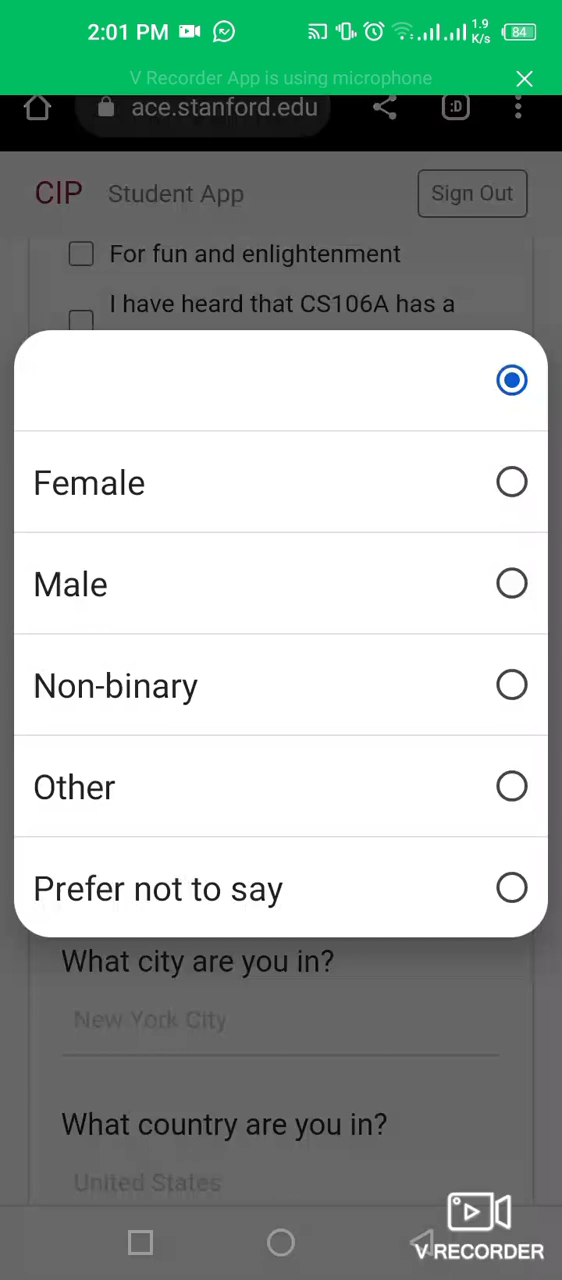 2:01 PM
1.9
K/s
84
V Recorder App is using microphone
ace.stanford.edu
:D
CIP Student App
Sign Out
For fun and enlightenment
I have heard that CS106A has a
Female
Male
Non-binary
Other
Prefer not to say
What city are you in?
New York City
What country are you in?
United States
V RECORDER